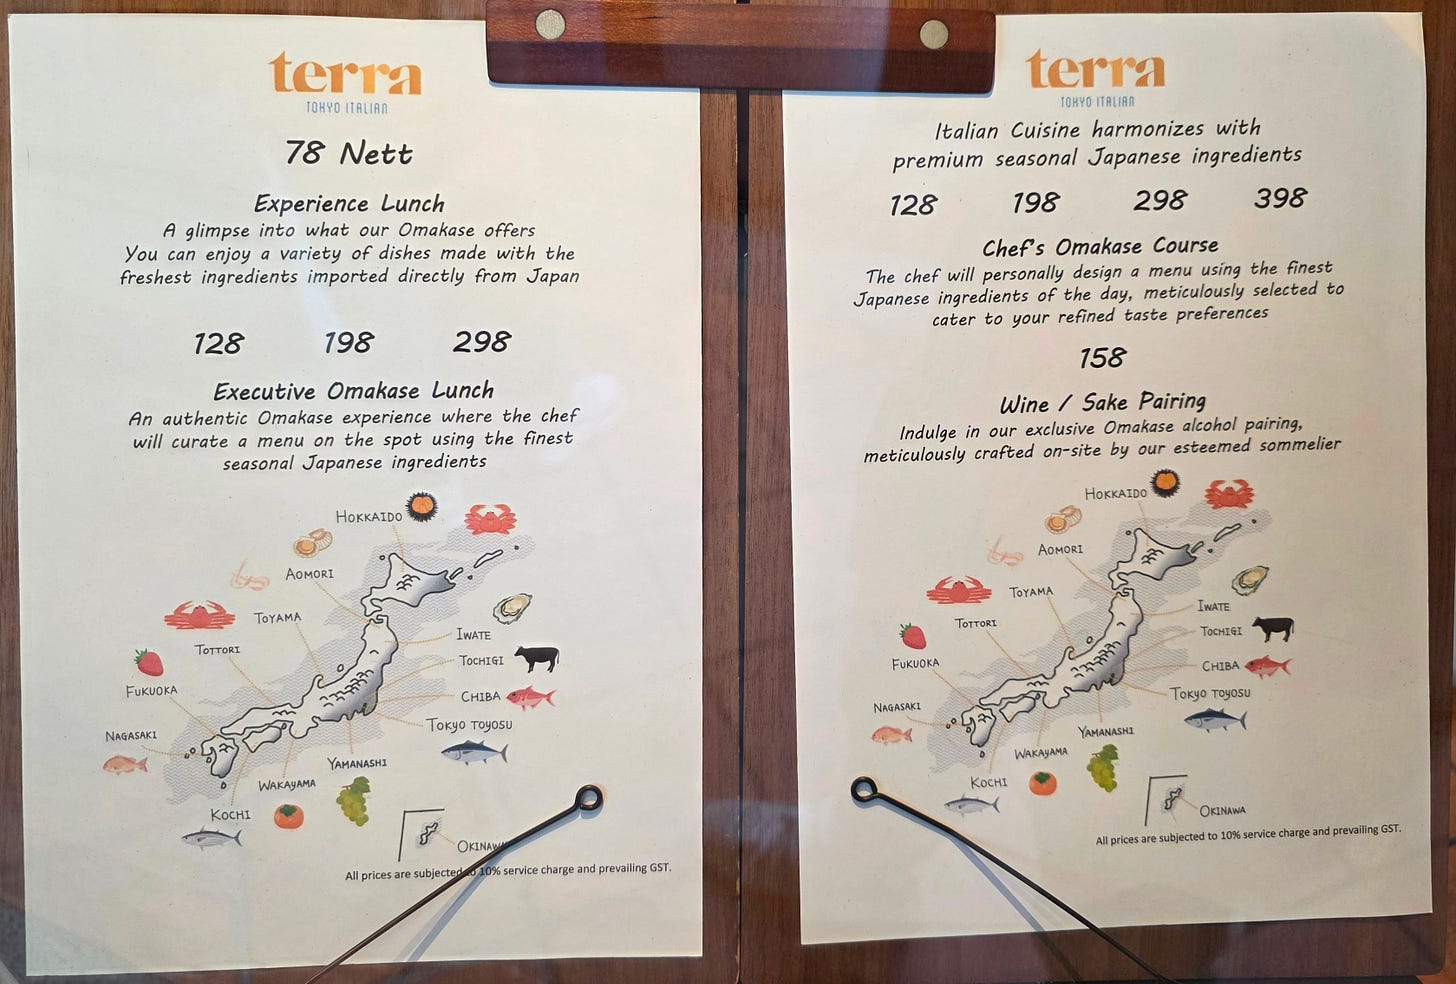 terra
TOKYO ITALIAN
78 Nett
Experience Lunch
A glimpse into what our Omakase offers
You can enjoy a variety of dishes made with the
freshest ingredients imported directly from Japan
128 198 298
Executive Omakase Lunch
An authentic Omakase experience where the chef
will curate a menu on the spot using the finest
seasonal Japanese ingredients
HOKKAIDO
AOMORI
TOYAMA
IWATE
TOTTORI
TOCHIGI
FUKUOKA
CHIBA
TOKYO TOYOSU
NAGASAKI
YAMANASHI
WAKAYAMA
KOCHI
OKINAWA
All prices are subjected to 10% service charge and prevailing GST.
terra
TOKYO ITALIAN
Italian Cuisine harmonizes with
premium seasonal Japanese ingredients
128 198 298 398
Chef's Omakase Course
The chef will personally design a menu using the finest
Japanese ingredients of the day, meticulously selected to
cater to your refined taste preferences
158
Wine / Sake Pairing
Indulge in our exclusive Omakase alcohol pairing,
meticulously crafted on-site by our esteemed sommelier
HOKKAIDO
AOMORI
TOYAMA
IWATE
TOTTORI
TOCHIGI
FUKUOKA
CHIBA
TOKYO TOYOSU
NAGASAKI
YAMANASHI
WAKAYAMA
KOCHI
OKINAWA
All prices are subjected to 10% service charge and prevailing GST.